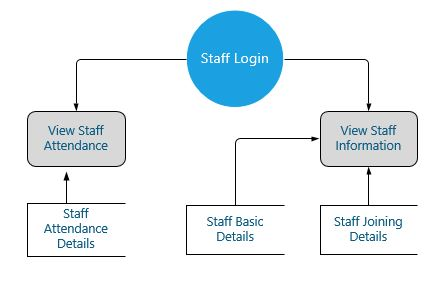 Staff Login
View Staff
Attendance
View Staff
Information
Staff
Attendance
Details
Staff Basic
Details
Staff Joining
Details